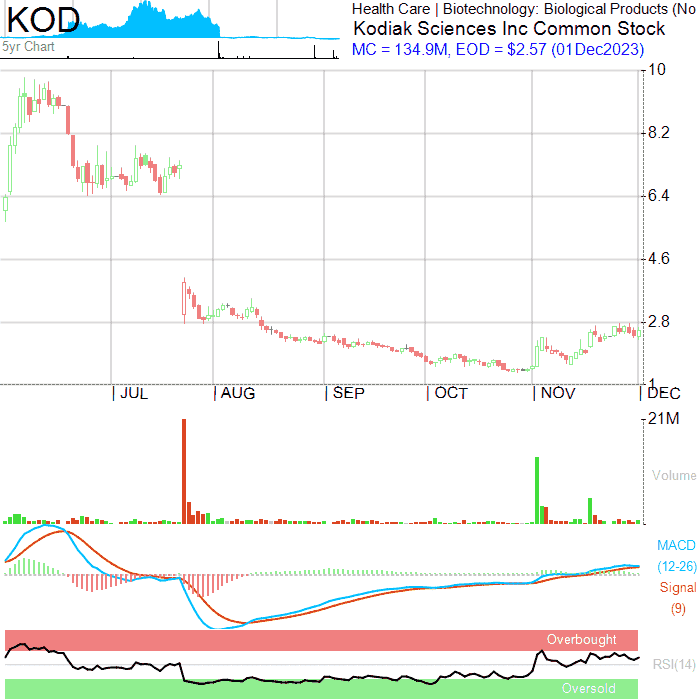 KOD
5yr Chart
Health Care | Biotechnology: Biological Products (No
Kodiak Sciences Inc Common Stock
MC = 134.9M, EOD = $2.57 (01Dec2023)
10
8.2
6.4
4.6
2.8
1
JUL AUG SEP OCT NOV DEC
21M
Volume
MACD
(12-26)
Signal
(9)
Overbought
RSI(14)
Oversold